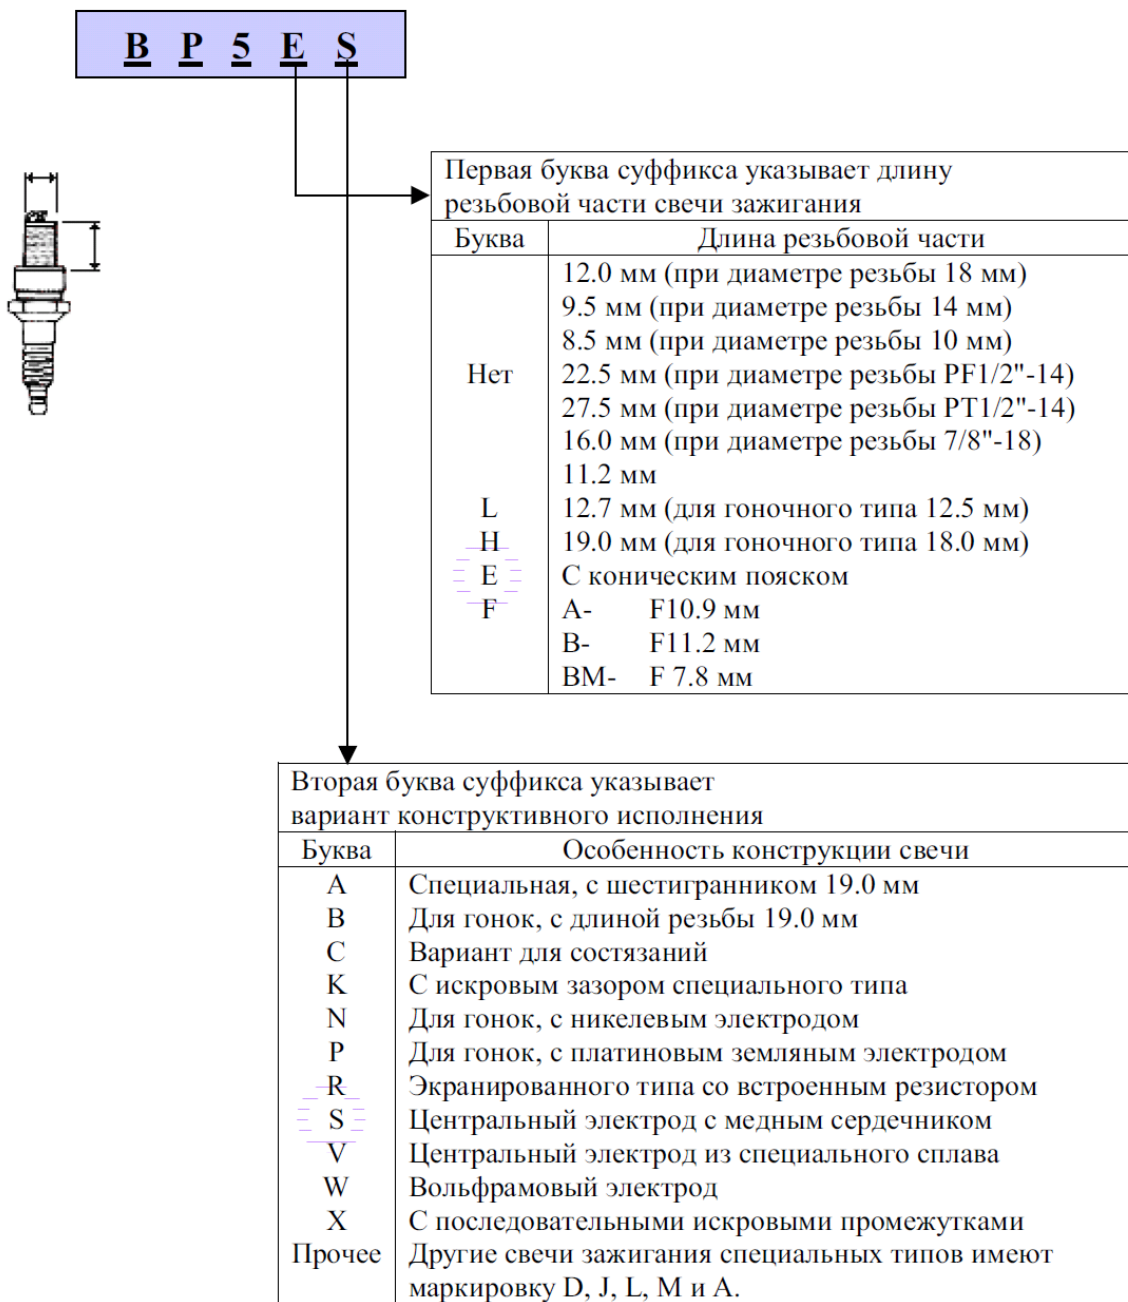 B P 5 E S
Первая буква суффикса указывает длину
резьбовой части свечи зажигания
Буква Длина резьбовой части
12.0 мм (при диаметре резьбы 18 мм)
9.5 мм (при диаметре резьбы 14 мм)
8.5 мм (при диаметре резьбы 10 мм)
Нет 22.5 мм (при диаметре резьбы PF1/2"-14)
27.5 мм (при диаметре резьбы PT1/2"-14)
16.0 мм (при диаметре резьбы 7/8"-18)
11.2 мм
L 12.7 мм (для гоночного типа 12.5 мм)
H 19.0 мм (для гоночного типа 18.0 мм)
E С коническим пояском
F A- F10.9 мм
B- F11.2 мм
BM- F 7.8 мм
Вторая буква суффикса указывает
вариант конструктивного исполнения
Буква Особенность конструкции свечи
A Специальная, с шестигранником 19.0 мм
B Для гонок, с длиной резьбы 19.0 мм
C Вариант для состязаний
K С искровым зазором специального типа
N Для гонок, с никелевым электродом
P Для гонок, с платиновым земляным электродом
R Экранированного типа со встроенным резистором
S Центральный электрод с медным сердечником
V Центральный электрод из специального сплава
W Вольфрамовый электрод
X С последовательными искровыми промежутками
Прочее Другие свечи зажигания специальных типов имеют
маркировку D, J, L, M и A.